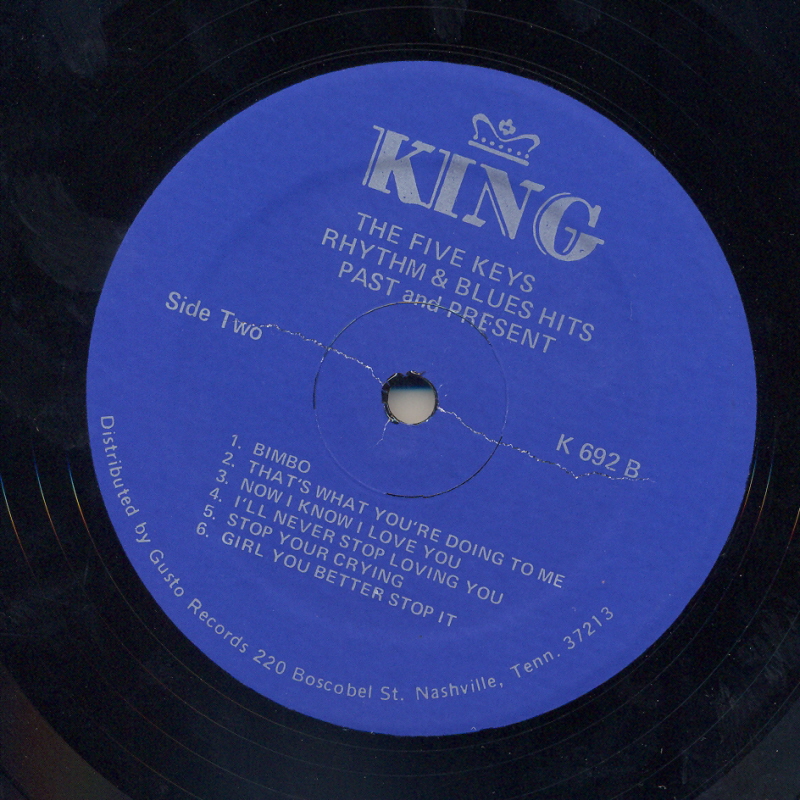 KING
THE FIVE KEYS
RHYTHM & BLUES HITS
PAST and PRESENT
Side Two
K 692 B
1. BIMBO
2. THAT'S WHAT YOU'RE DOING TO ME
3. NOW I KNOW I LOVE YOU
4. I'LL NEVER STOP LOVING YOU
5. STOP YOUR CRYING
6. GIRL YOU BETTER STOP IT
Distributed by Gusto Records 220 Boscobel St. Nashville, Tenn. 37213